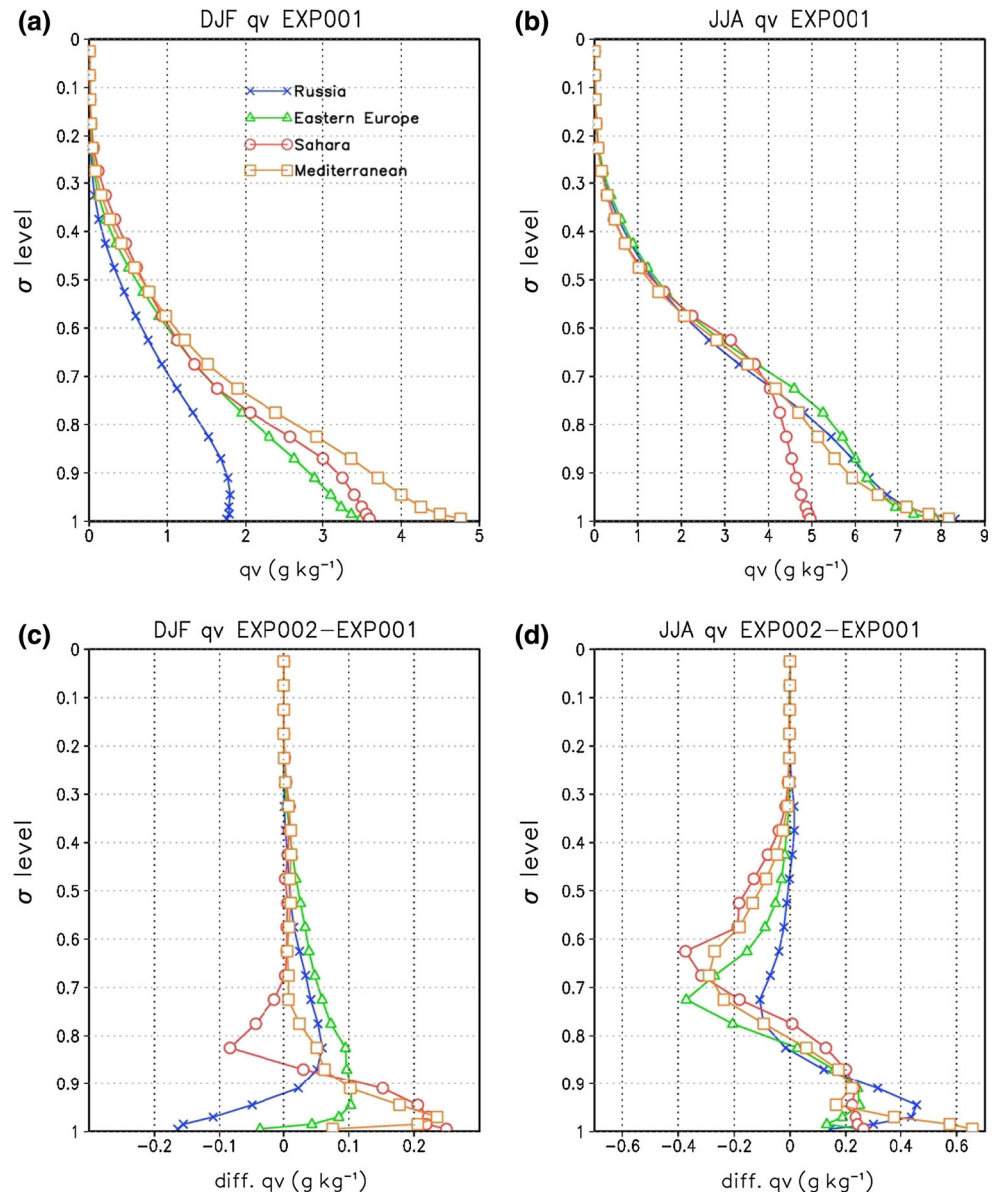 (a) DJF qv EXP001
0
0.1
0.2
0.3
0.4
0.5
0.6
0.7
0.8
0.9
1
σ level
Russia
Eastern Europe
Sahara
Mediterranean
0 1 2 3 4 5
qv (g kg⁻¹)
(b) JJA qv EXP001
0
0.1
0.2
0.3
0.4
0.5
0.6
0.7
0.8
0.9
1
σ level
0 1 2 3 4 5 6 7 8 9
qv (g kg⁻¹)
(c) DJF qv EXP002-EXP001
0
0.1
0.2
0.3
0.4
0.5
0.6
0.7
0.8
0.9
1
σ level
-0.2 -0.1 0 0.1 0.2
diff. qv (g kg⁻¹)
(d) JJA qv EXP002-EXP001
0
0.1
0.2
0.3
0.4
0.5
0.6
0.7
0.8
0.9
1
σ level
-0.6 -0.4 -0.2 0 0.2 0.4 0.6
diff. qv (g kg⁻¹)